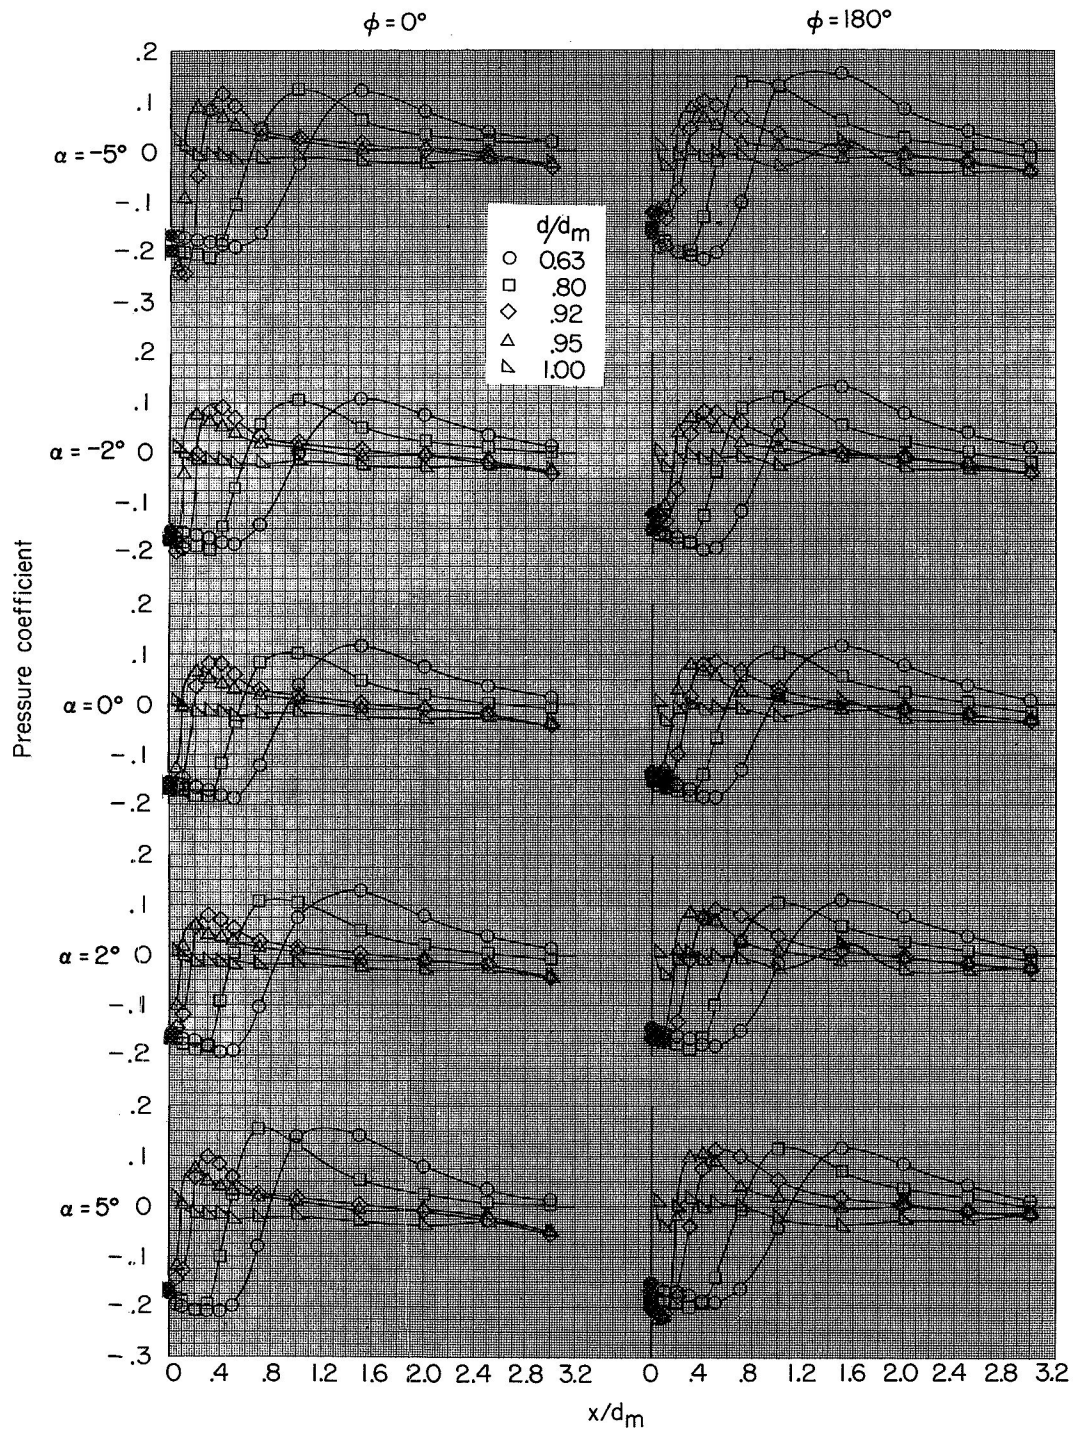 φ = 0°
φ = 180°
.2
.1
α = -5° 0
-.1
-.2
-.3
d/dm
0.63
.80
.92
.95
1.00
.2
.1
α = -2° 0
-.1
-.2
Pressure coefficient
.2
.1
α = 0° 0
-.1
-.2
.2
.1
α = 2° 0
-.1
-.2
.2
.1
α = 5° 0
-.1
-.2
-.3
0 .4 .8 1.2 1.6 2.0 2.4 2.8 3.2
0 .4 .8 1.2 1.6 2.0 2.4 2.8 3.2
x/dm